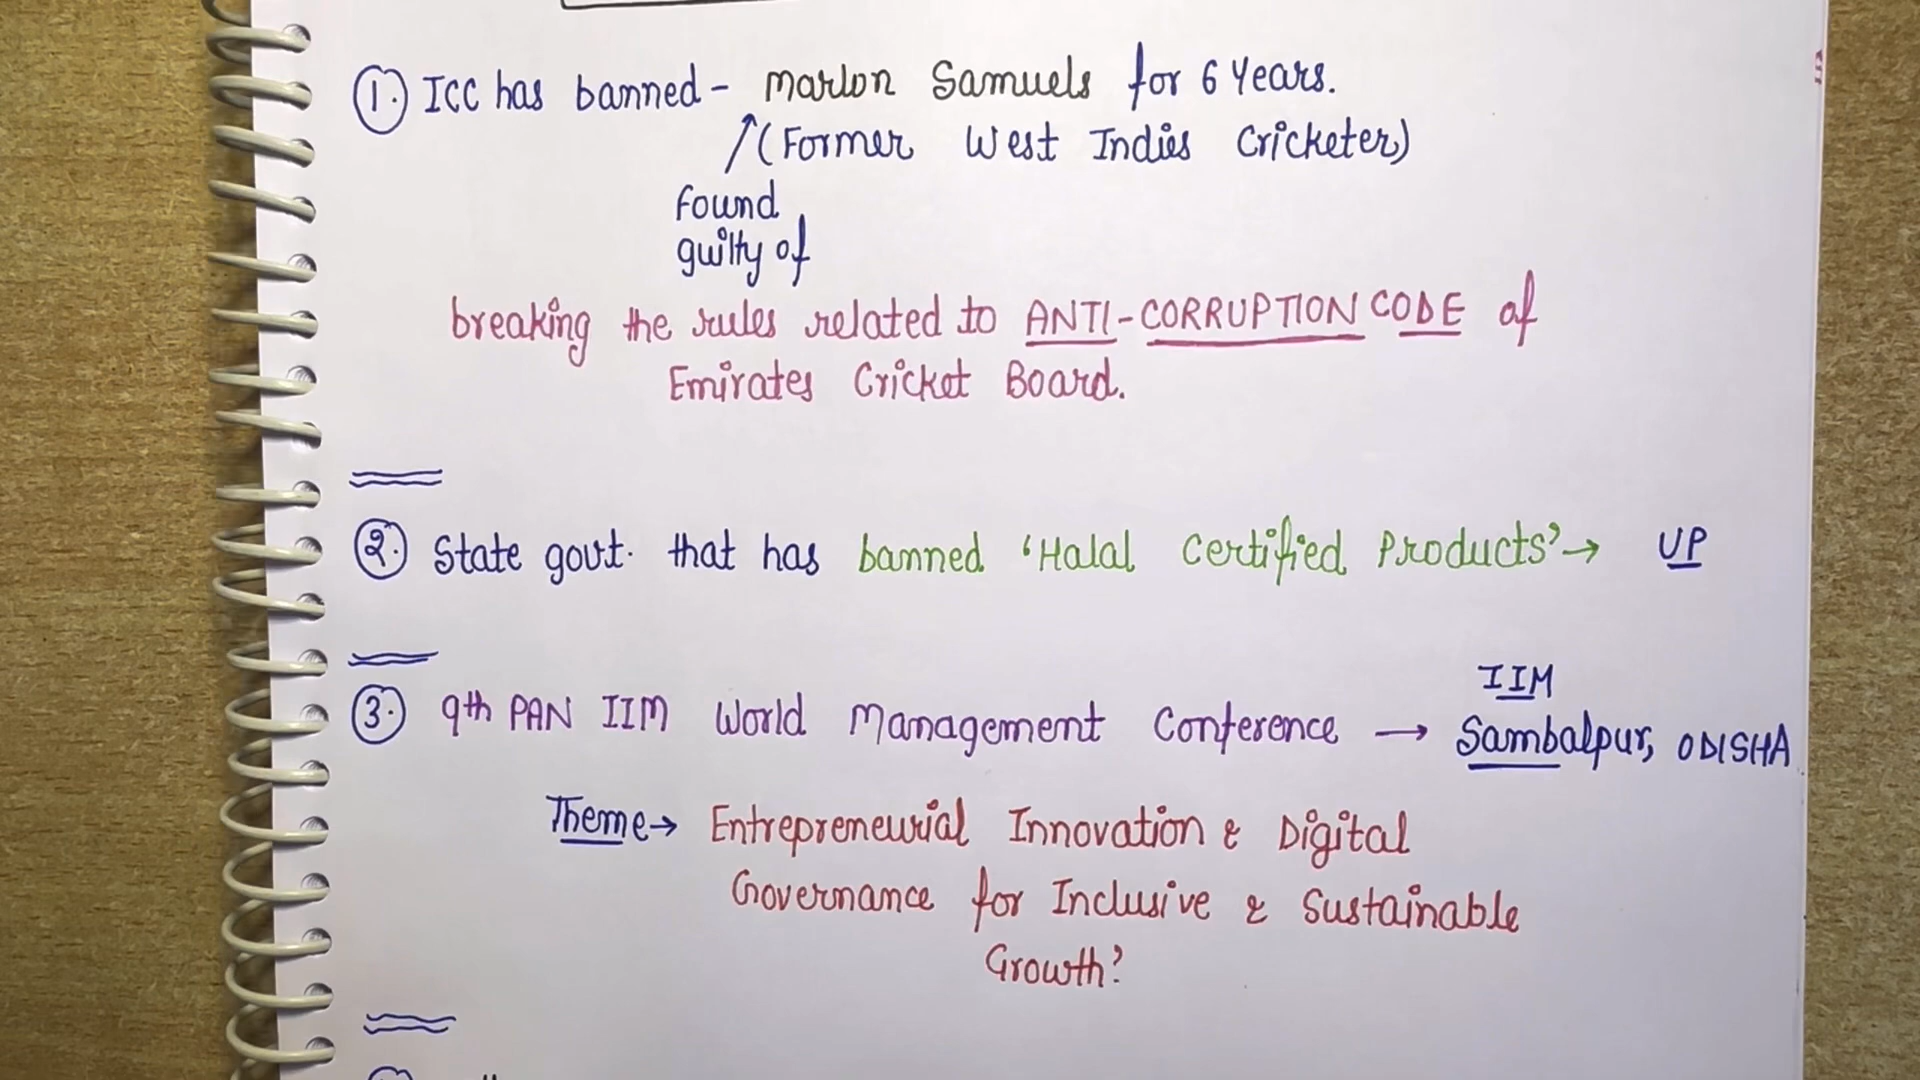 1. ICC has banned - Marlon Samuels for 6 Years.
(Former West Indies Cricketer)
found
guilty of
breaking the rules related to ANTI-CORRUPTION CODE of
Emirates Cricket Board.
2. State govt. that has banned 'Halal Certified Products' → UP
3. 9th PAN IIM World Management Conference → IIM
Sambalpur, ODISHA
Theme → Entrepreneurial Innovation & Digital
Governance for Inclusive & Sustainable
Growth'